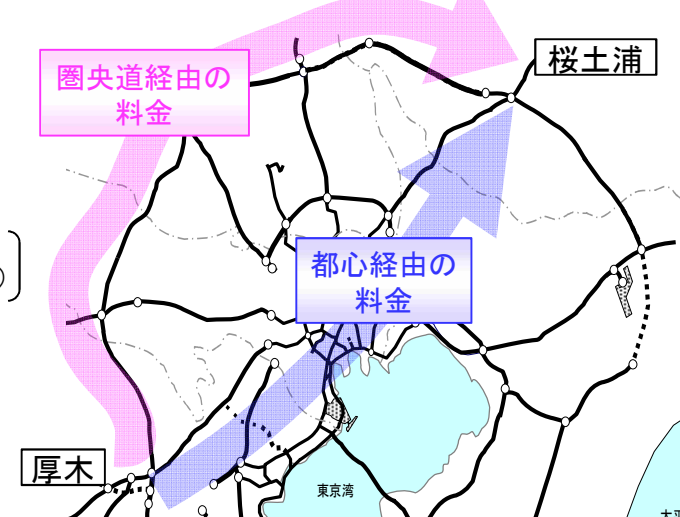 桜土浦
圏央道経由の
料金
都心経由の
料金
厚木
東京湾